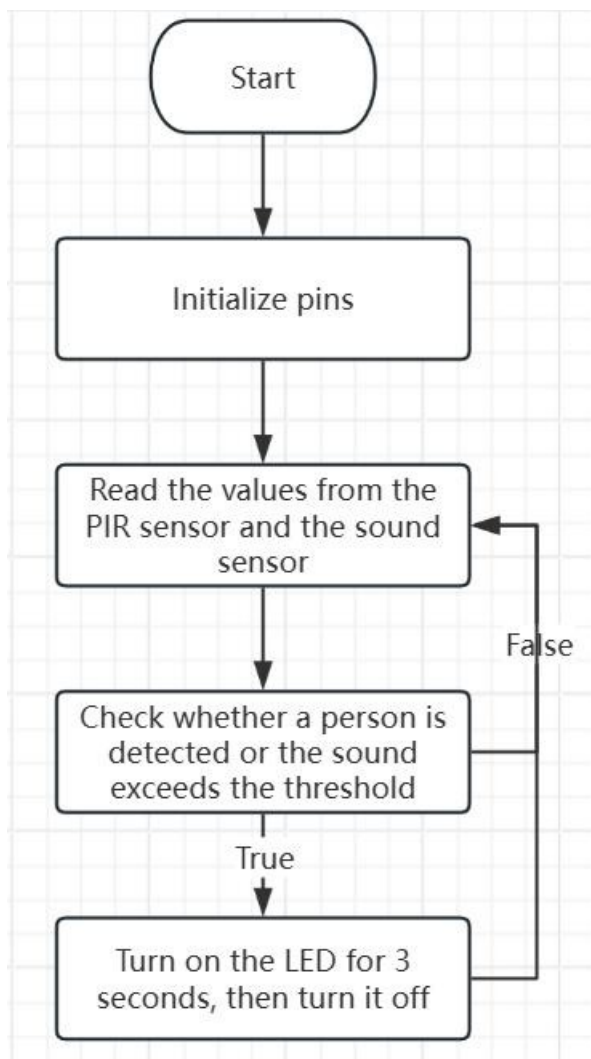 Start
Initialize pins
Read the values from the
PIR sensor and the sound
sensor
False
Check whether a person is
detected or the sound
exceeds the threshold
True
Turn on the LED for 3
seconds, then turn it off